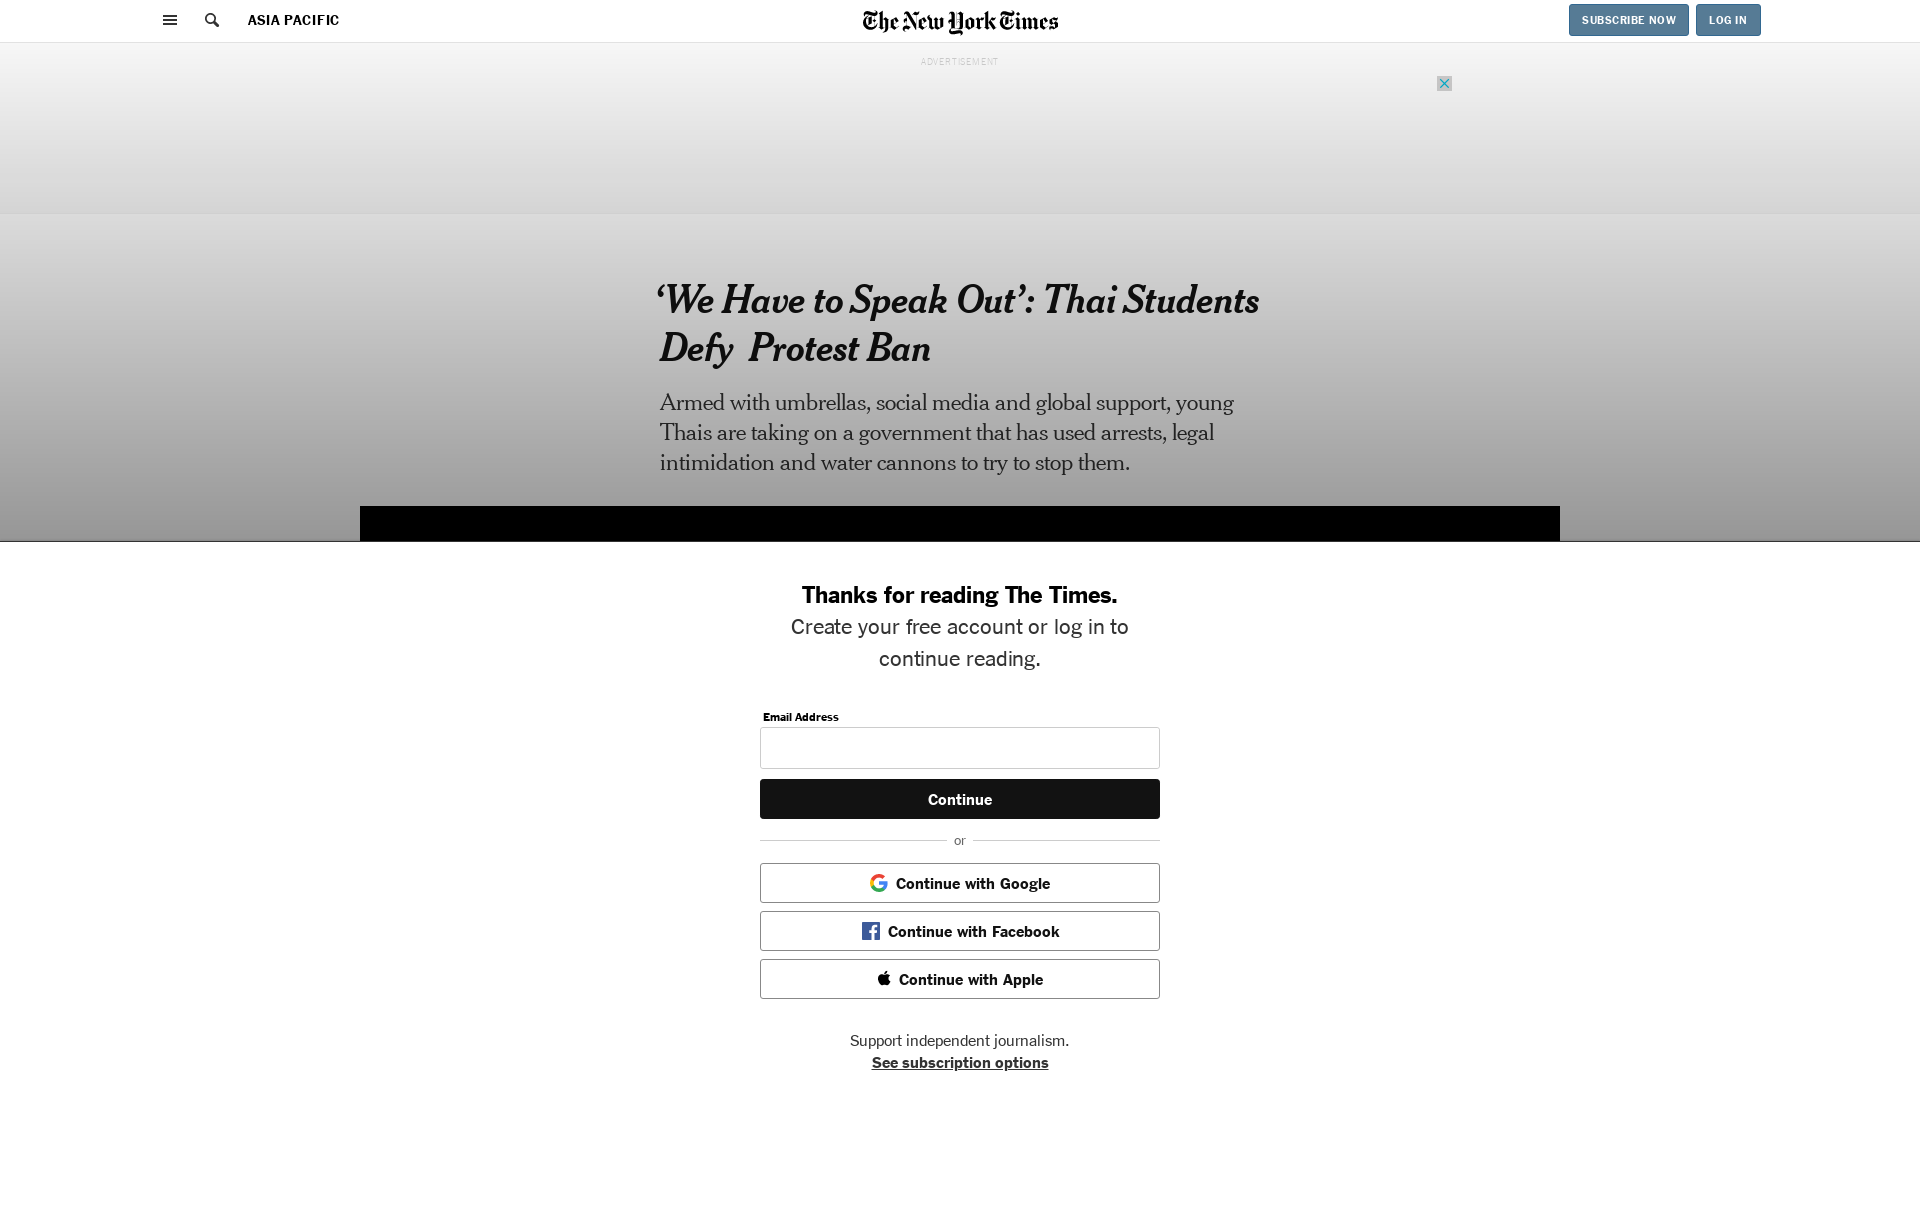 ASIA PACIFIC
The New York Times
SUBSCRIBE NOW
LOG IN
ADVERTISEMENT
‘We Have to Speak Out’: Thai Students
Defy Protest Ban
Armed with umbrellas, social media and global support, young
Thais are taking on a government that has used arrests, legal
intimidation and water cannons to try to stop them.
Thanks for reading The Times.
Create your free account or log in to
continue reading.
Email Address
Continue
or
Continue with Google
Continue with Facebook
Continue with Apple
Support independent journalism.
See subscription options